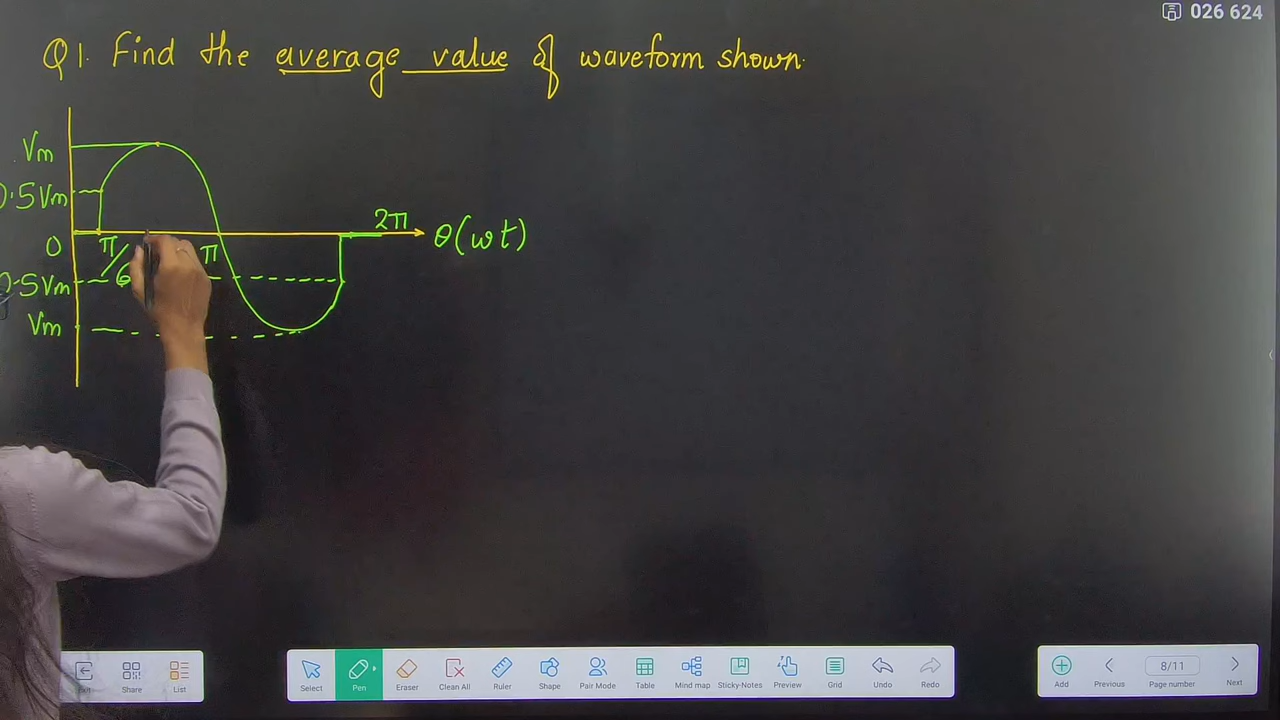 026 624
Q1. Find the average value of waveform shown.
Vm
0.5Vm
2π
θ(wt)
0
π/6
π
0.5Vm
Vm
Share
List
Select
Pen
Eraser
Clean All
Ruler
Shape
Pair Mode
Table
Mind map
Sticky-Notes
Preview
Grid
Undo
Redo
Add
Previous
8/11
Page number
Next